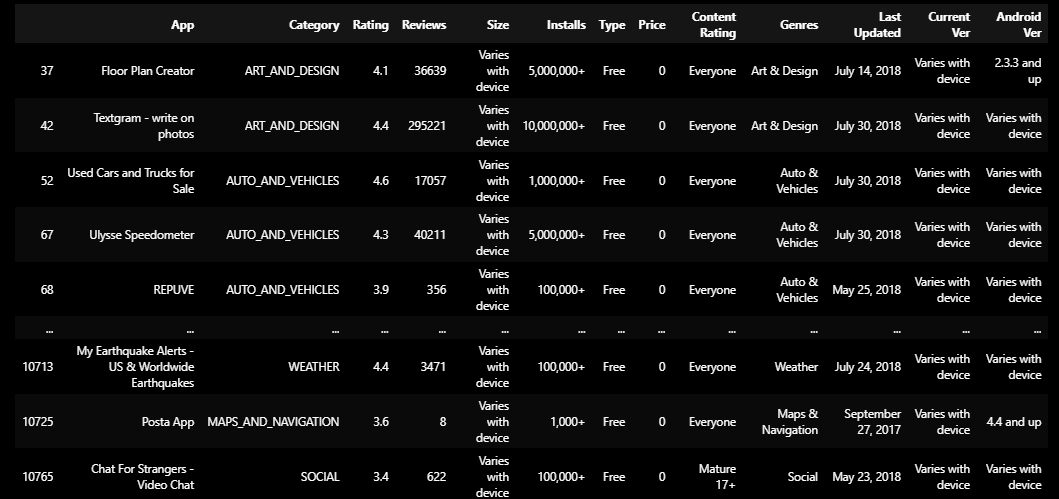 App Category Rating Reviews Size Installs Type Price Content Rating Genres Last Updated Current Ver Android Ver
37 Floor Plan Creator ART_AND_DESIGN 4.1 36639 Varies with device 5,000,000+ Free 0 Everyone Art & Design July 14, 2018 Varies with device 2.3.3 and up
42 Textgram - write on photos ART_AND_DESIGN 4.4 295221 Varies with device 10,000,000+ Free 0 Everyone Art & Design July 30, 2018 Varies with device Varies with device
52 Used Cars and Trucks for Sale AUTO_AND_VEHICLES 4.6 17057 Varies with device 1,000,000+ Free 0 Everyone Auto & Vehicles July 30, 2018 Varies with device Varies with device
67 Ulysse Speedometer AUTO_AND_VEHICLES 4.3 40211 Varies with device 5,000,000+ Free 0 Everyone Auto & Vehicles July 30, 2018 Varies with device Varies with device
68 REPUVE AUTO_AND_VEHICLES 3.9 356 Varies with device 100,000+ Free 0 Everyone Auto & Vehicles May 25, 2018 Varies with device Varies with device
... ... ... ... ... ... ... ... ... ... ... ... ... ...
10713 My Earthquake Alerts - US & Worldwide Earthquakes WEATHER 4.4 3471 Varies with device 100,000+ Free 0 Everyone Weather July 24, 2018 Varies with device Varies with device
10725 Posta App MAPS_AND_NAVIGATION 3.6 8 Varies with device 1,000+ Free 0 Everyone Maps & Navigation September 27, 2017 Varies with device 4.4 and up
10765 Chat For Strangers - Video Chat SOCIAL 3.4 622 Varies with device 100,000+ Free 0 Mature 17+ Social May 23, 2018 Varies with device Varies with device